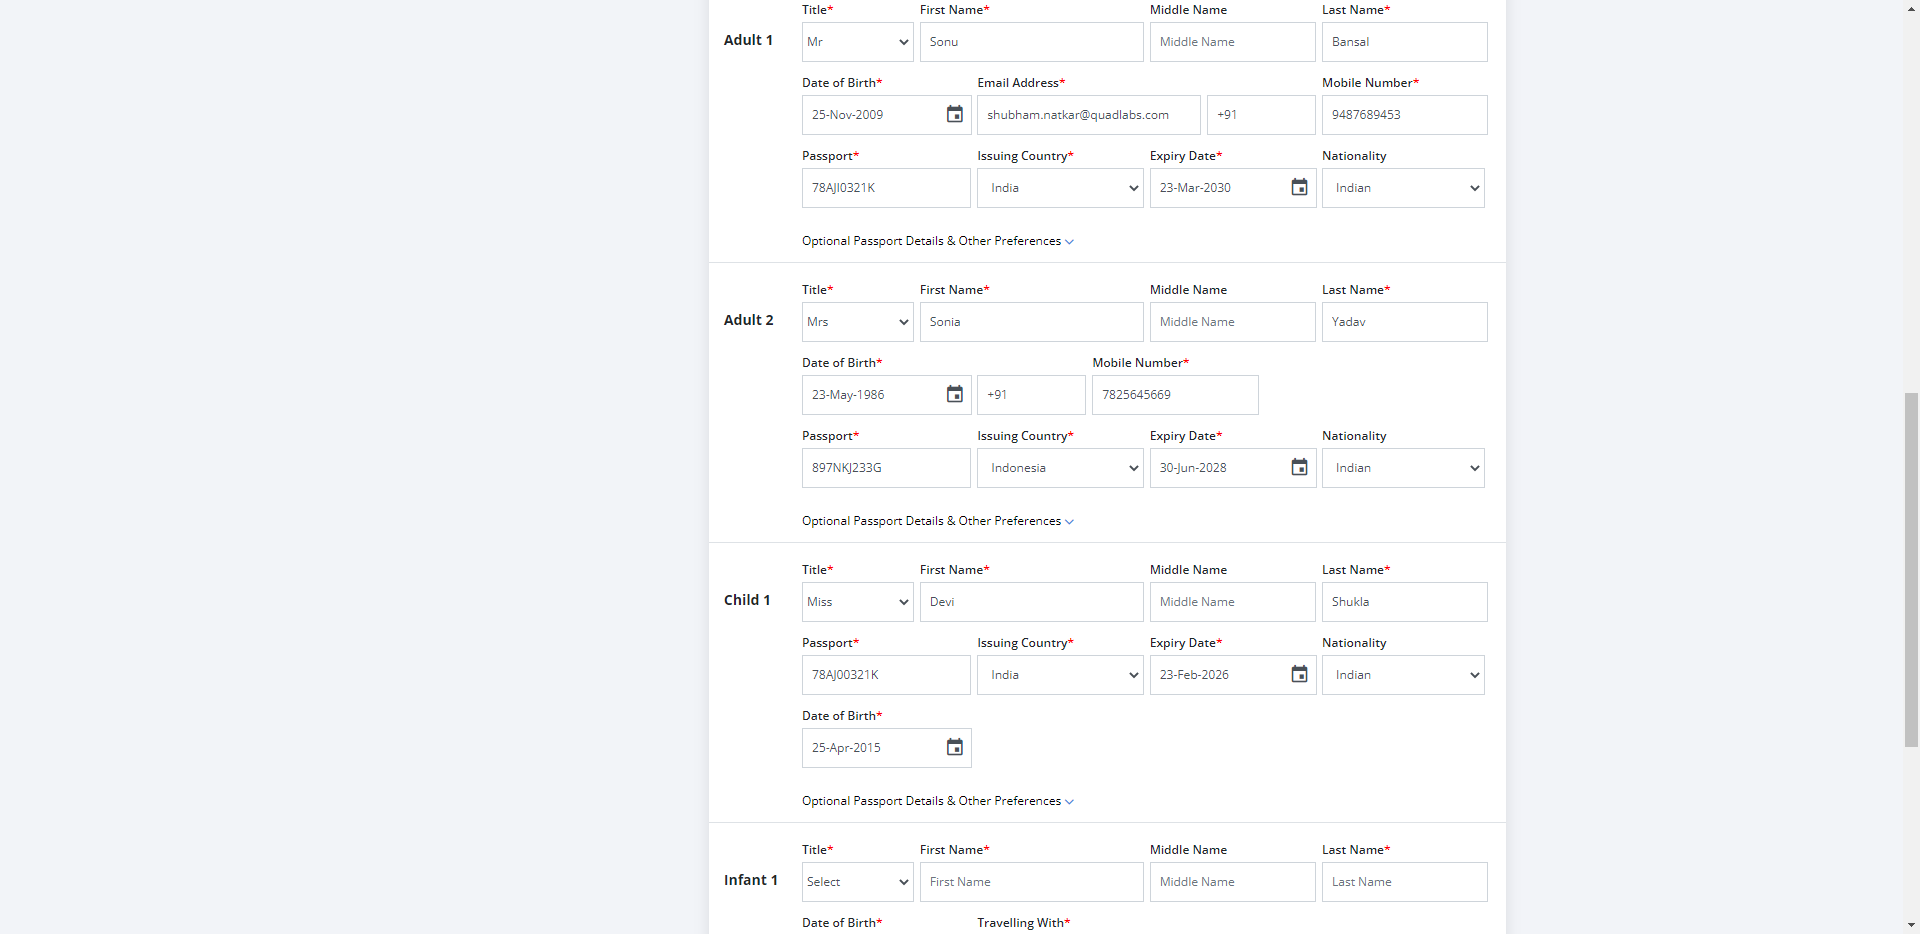 Title* First Name* Middle Name Last Name*
Adult 1 Mr Sonu Middle Name Bansal
Date of Birth* Email Address* Mobile Number*
25-Nov-2009 shubham.natkar@quadlabs.com +91 9487689453
Passport* Issuing Country* Expiry Date* Nationality
78AJI0321K India 23-Mar-2030 Indian
Optional Passport Details & Other Preferences
Title* First Name* Middle Name Last Name*
Adult 2 Mrs Sonia Middle Name Yadav
Date of Birth* Mobile Number*
23-May-1986 +91 7825645669
Passport* Issuing Country* Expiry Date* Nationality
897NKJ233G Indonesia 30-Jun-2028 Indian
Optional Passport Details & Other Preferences
Title* First Name* Middle Name Last Name*
Child 1 Miss Devi Middle Name Shukla
Passport* Issuing Country* Expiry Date* Nationality
78AJ00321K India 23-Feb-2026 Indian
Date of Birth*
25-Apr-2015
Optional Passport Details & Other Preferences
Title* First Name* Middle Name Last Name*
Infant 1 Select First Name Middle Name Last Name
Date of Birth* Travelling With*